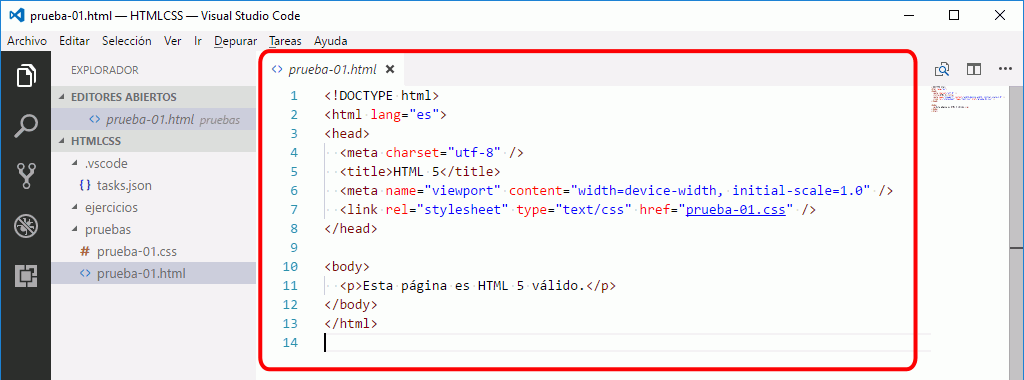 prueba-01.html — HTMLCSS — Visual Studio Code
Archivo Editar Selección Ver Ir Depurar Tareas Ayuda
EXPLORADOR
EDITORES ABIERTOS
<> prueba-01.html pruebas
HTMLCSS
.vscode
{} tasks.json
ejercicios
pruebas
# prueba-01.css
<> prueba-01.html
<> prueba-01.html ×
1 <!DOCTYPE html>
2 <html lang="es">
3 <head>
4   <meta charset="utf-8" />
5   <title>HTML 5</title>
6   <meta name="viewport" content="width=device-width, initial-scale=1.0" />
7   <link rel="stylesheet" type="text/css" href="prueba-01.css" />
8 </head>
9
10 <body>
11   <p>Esta página es HTML 5 válido.</p>
12 </body>
13 </html>
14